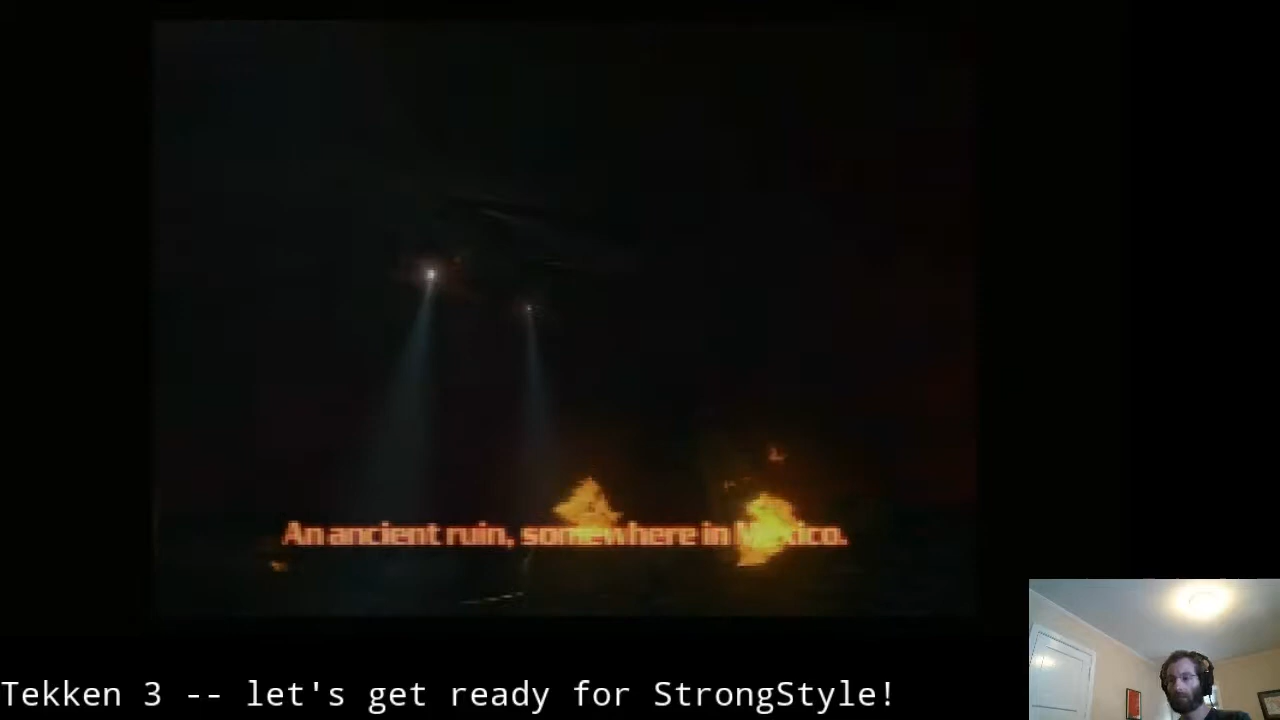 An ancient ruin, somewhere in Mexico.
Tekken 3 -- let's get ready for StrongStyle!